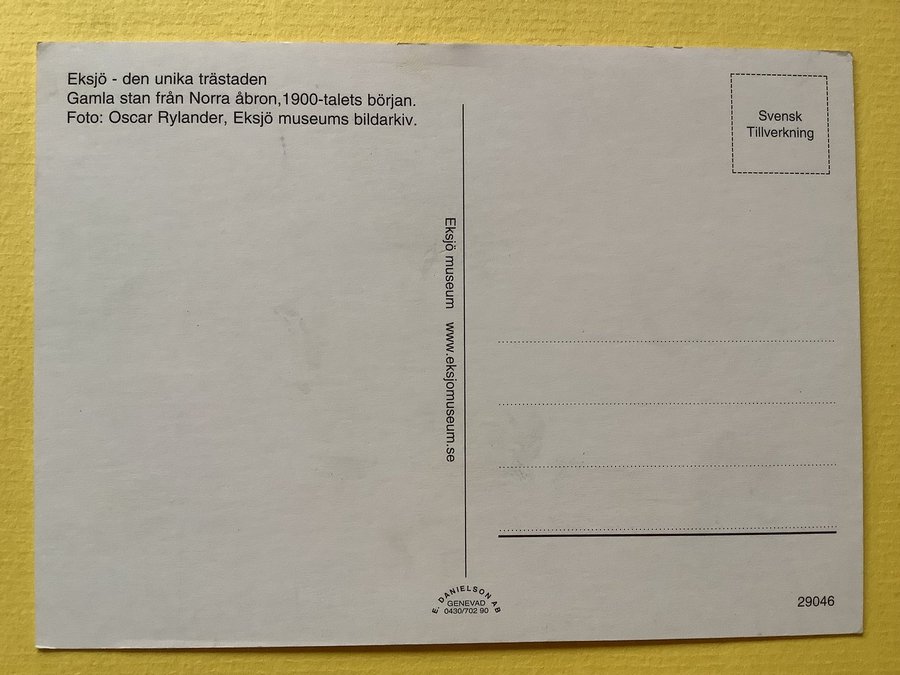 Eksjö - den unika trästaden
Gamla stan från Norra åbron,1900-talets början.
Foto: Oscar Rylander, Eksjö museums bildarkiv.
Svensk
Tillverkning
Eksjö museum www.eksjomuseum.se
E. DANIELSON AB
GENEVAD
0430/702 90
29046